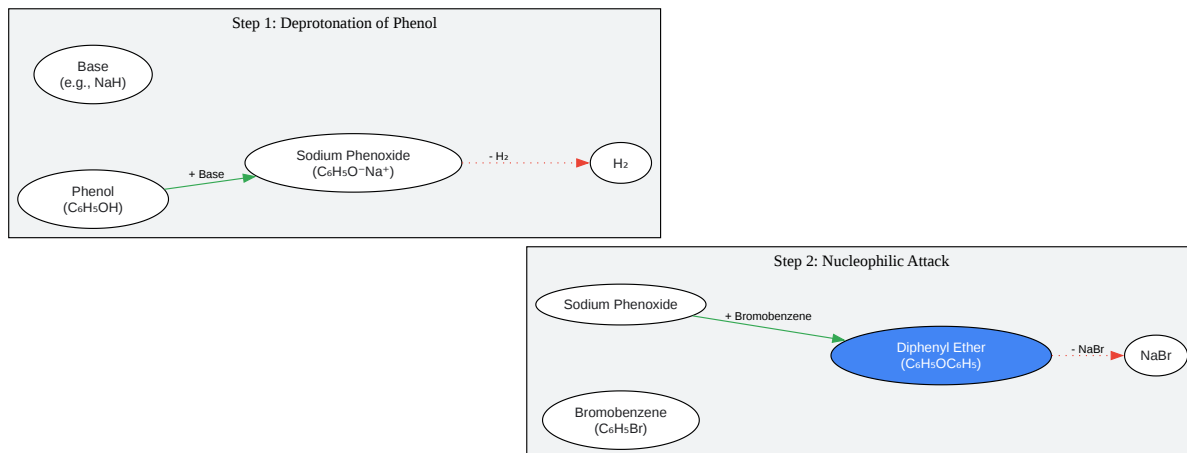 Step 1: Deprotonation of Phenol
Base
(e.g., NaH)
Sodium Phenoxide
(C₆H₅O⁻Na⁺)
- H₂
H₂
+ Base
Phenol
(C₆H₅OH)
Step 2: Nucleophilic Attack
Sodium Phenoxide
+ Bromobenzene
Diphenyl Ether
(C₆H₅OC₆H₅)
- NaBr
NaBr
Bromobenzene
(C₆H₅Br)